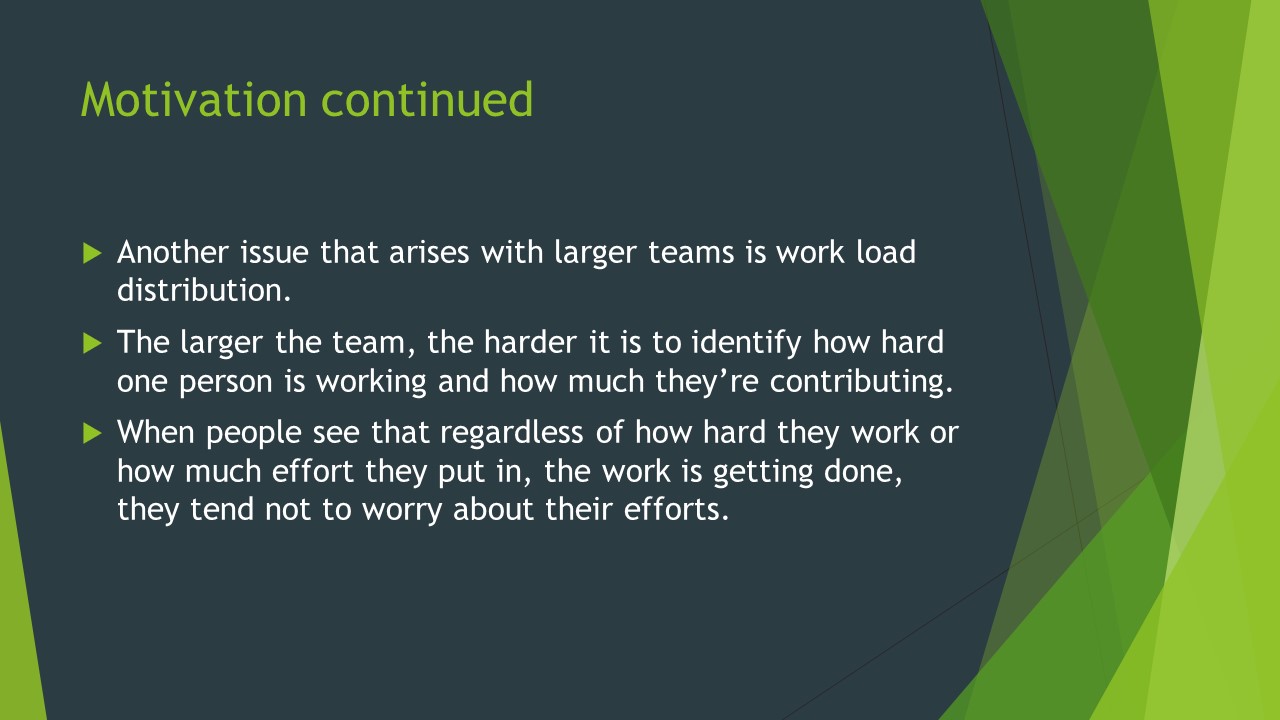 Motivation continued
Another issue that arises with larger teams is work load
distribution.
The larger the team, the harder it is to identify how hard
one person is working and how much they’re contributing.
When people see that regardless of how hard they work or
how much effort they put in, the work is getting done,
they tend not to worry about their efforts.